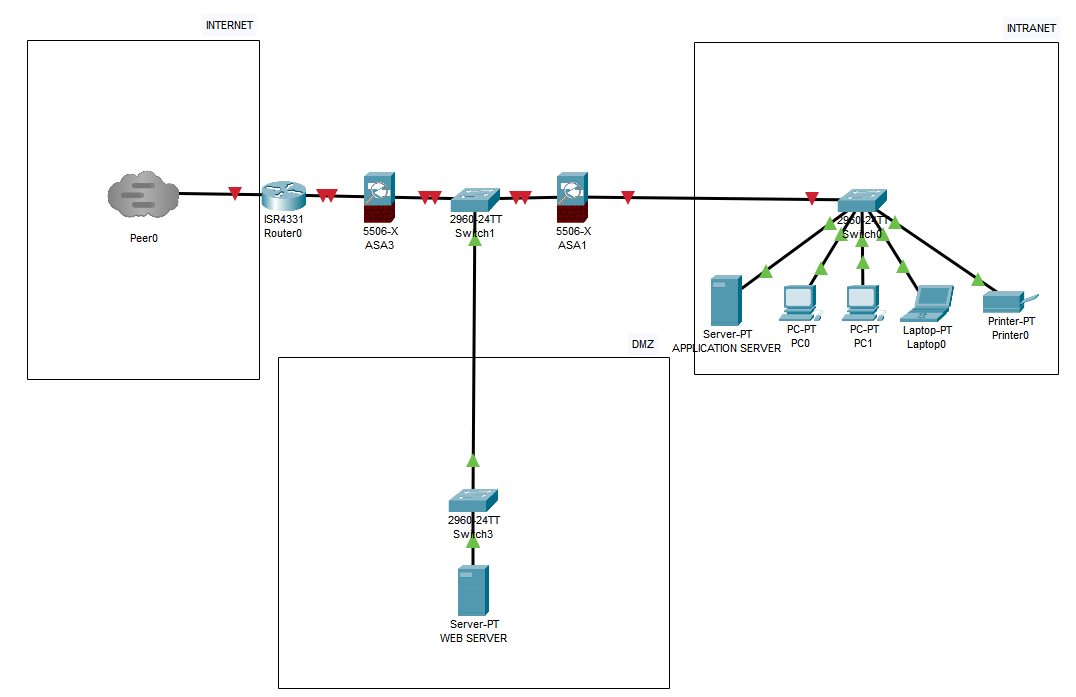 INTERNET
INTRANET
Peer0
ISR4331
Router0
5506-X
ASA3
2960-24TT
Switch1
5506-X
ASA1
2960-24TT
Switch0
Server-PT
APPLICATION SERVER
PC-PT
PC0
PC-PT
PC1
Laptop-PT
Laptop0
Printer-PT
Printer0
DMZ
2960-24TT
Switch3
Server-PT
WEB SERVER